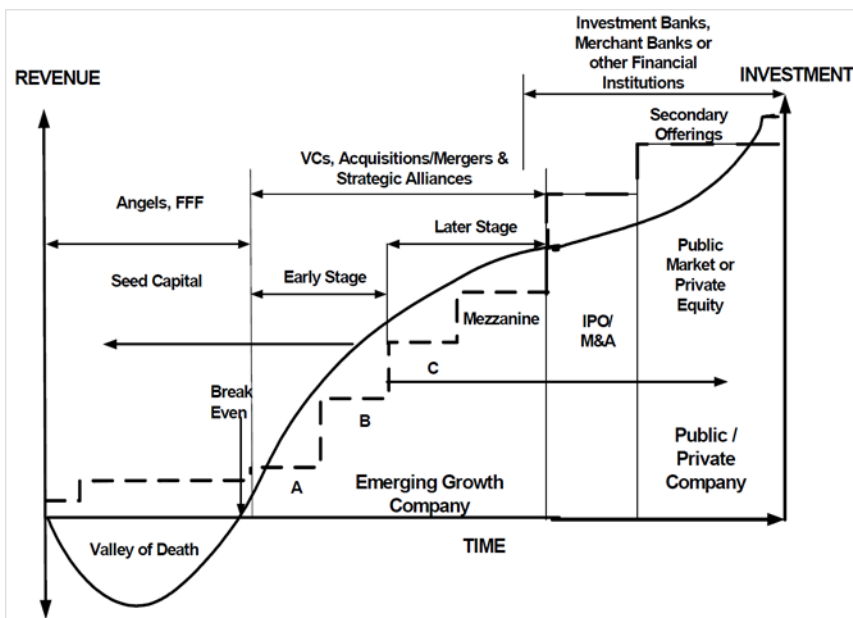 Investment Banks,
Merchant Banks or
other Financial
Institutions
REVENUE
INVESTMENT
Secondary
Offerings
VCs, Acquisitions/Mergers &
Strategic Alliances
Angels, FFF
Later Stage
Public
Market or
Private
Equity
Seed Capital
Early Stage
Mezzanine
IPO/
M&A
C
Break
Even
B
Public /
Private
Company
A
Emerging Growth
Company
Valley of Death
TIME